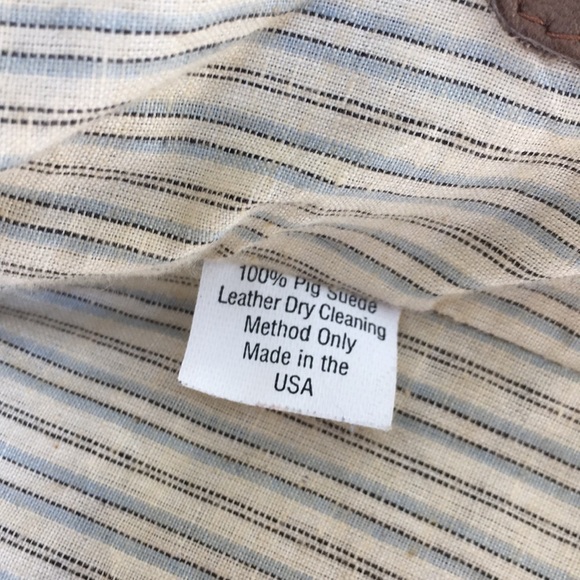 100% Pig Suede
Leather Dry Cleaning
Method Only
Made in the
USA